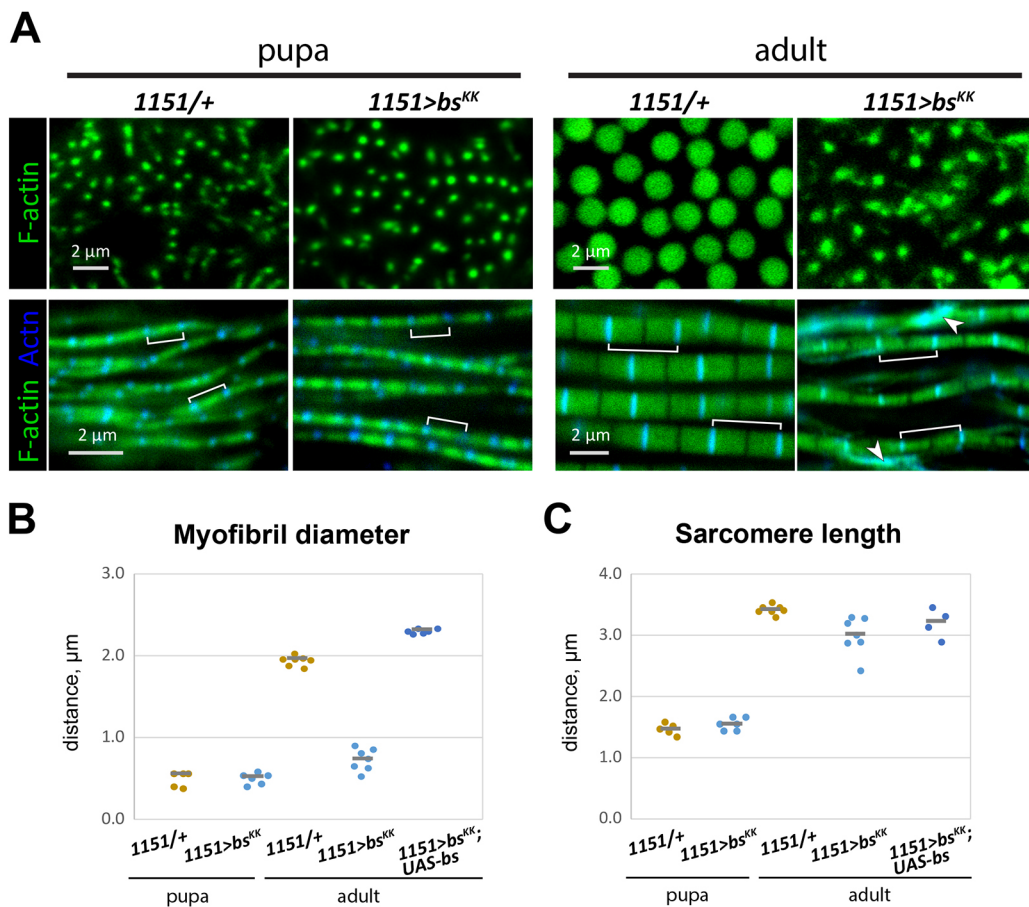 A
pupa
adult
1151/+
1151>bsKK
1151/+
1151>bsKK
F-actin
2 µm
2 µm
F-actin Actn
2 µm
2 µm
B
Myofibril diameter
distance, µm
3.0
2.0
1.0
0.0
1151/+
1151>bsKK
1151/+
1151>bsKK
1151>bsKK;
UAS-bs
pupa
adult
C
Sarcomere length
distance, µm
4.0
3.0
2.0
1.0
0.0
1151/+
1151>bsKK
1151/+
1151>bsKK
1151>bsKK;
UAS-bs
pupa
adult